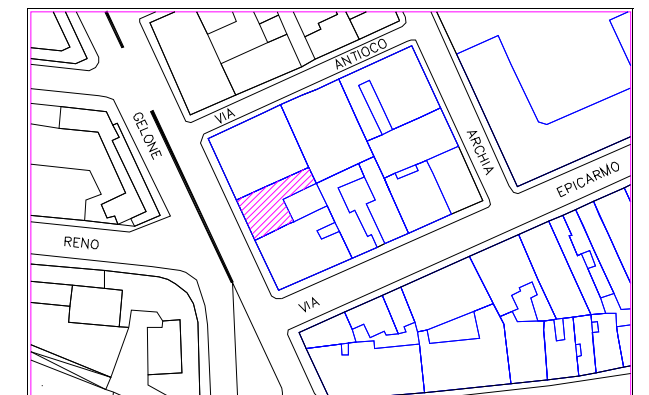 VIA ANTIOCO
GELONE
ARCHIA
EPICARMO
RENO
VIA